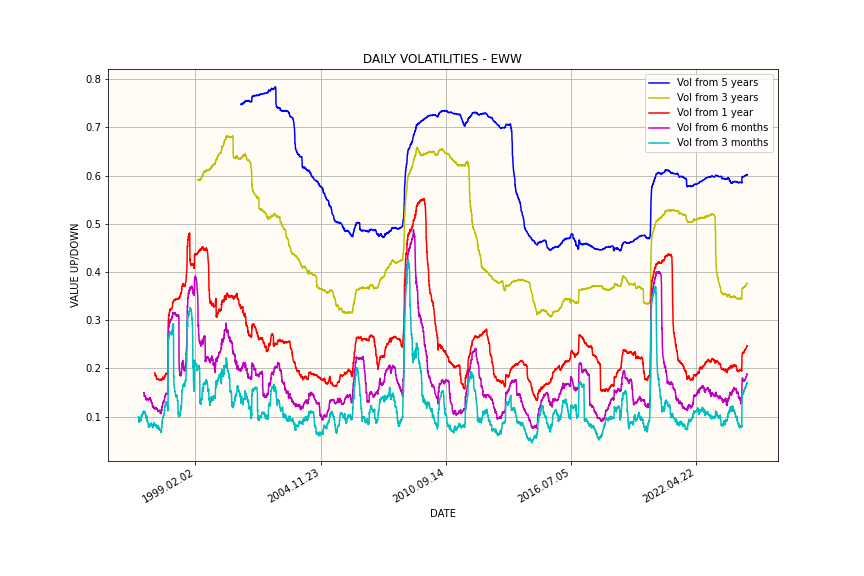 DAILY VOLATILITIES - EWW
Vol from 5 years
Vol from 3 years
Vol from 1 year
Vol from 6 months
Vol from 3 months
VALUE UP/DOWN
0.8
0.7
0.6
0.5
0.4
0.3
0.2
0.1
1999.02.02
2004.11.23
2010.09.14
2016.07.05
2022.04.22
DATE